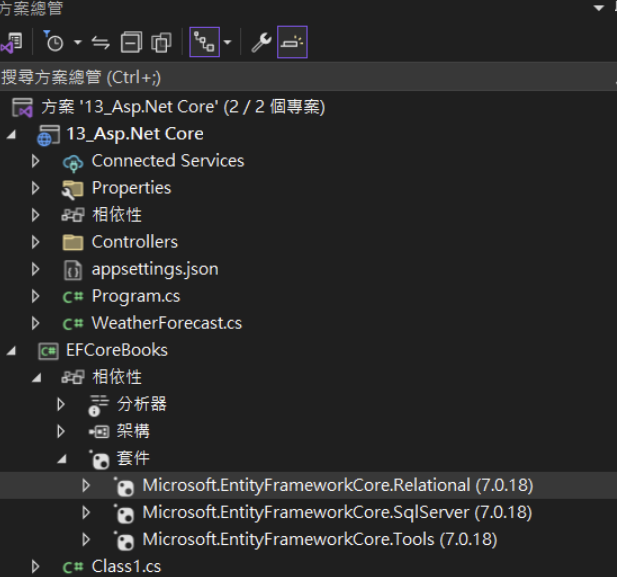 方案總管
搜尋方案總管 (Ctrl+;)
方案 '13_Asp.Net Core' (2 / 2 個專案)
13_Asp.Net Core
Connected Services
Properties
相依性
Controllers
appsettings.json
C# Program.cs
C# WeatherForecast.cs
C# EFCoreBooks
相依性
分析器
架構
套件
Microsoft.EntityFrameworkCore.Relational (7.0.18)
Microsoft.EntityFrameworkCore.SqlServer (7.0.18)
Microsoft.EntityFrameworkCore.Tools (7.0.18)
C# Class1.cs